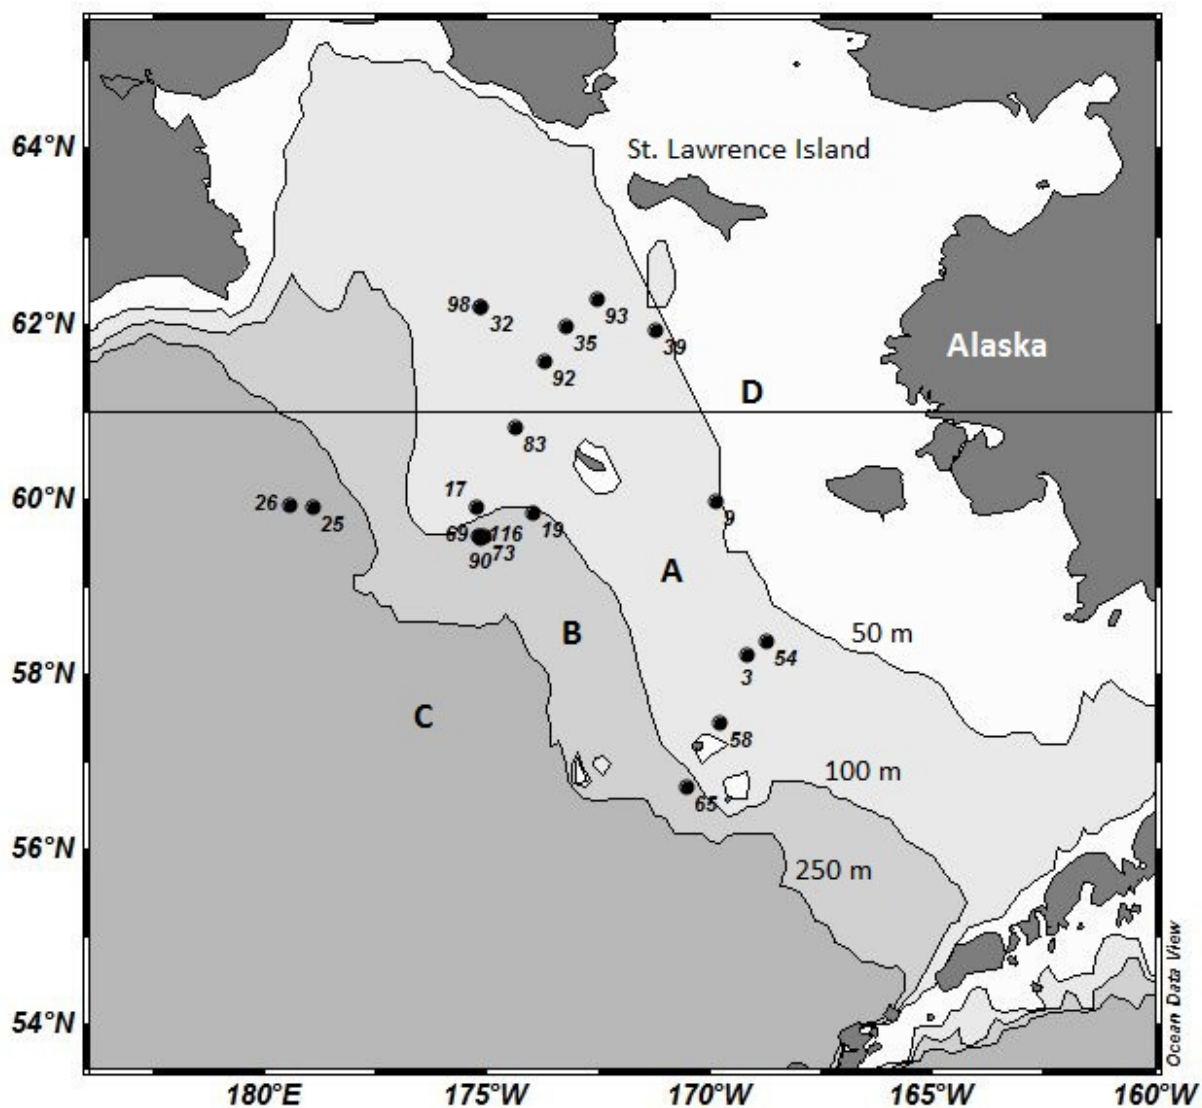 64°N
St. Lawrence Island
62°N
98
32
93
35
39
92
Alaska
D
83
60°N
26
25
17
69
116
19
90
73
9
A
B
50 m
58°N
54
3
C
58
100 m
65
56°N
250 m
54°N
Ocean Data View
180°E
175°W
170°W
165°W
160°W